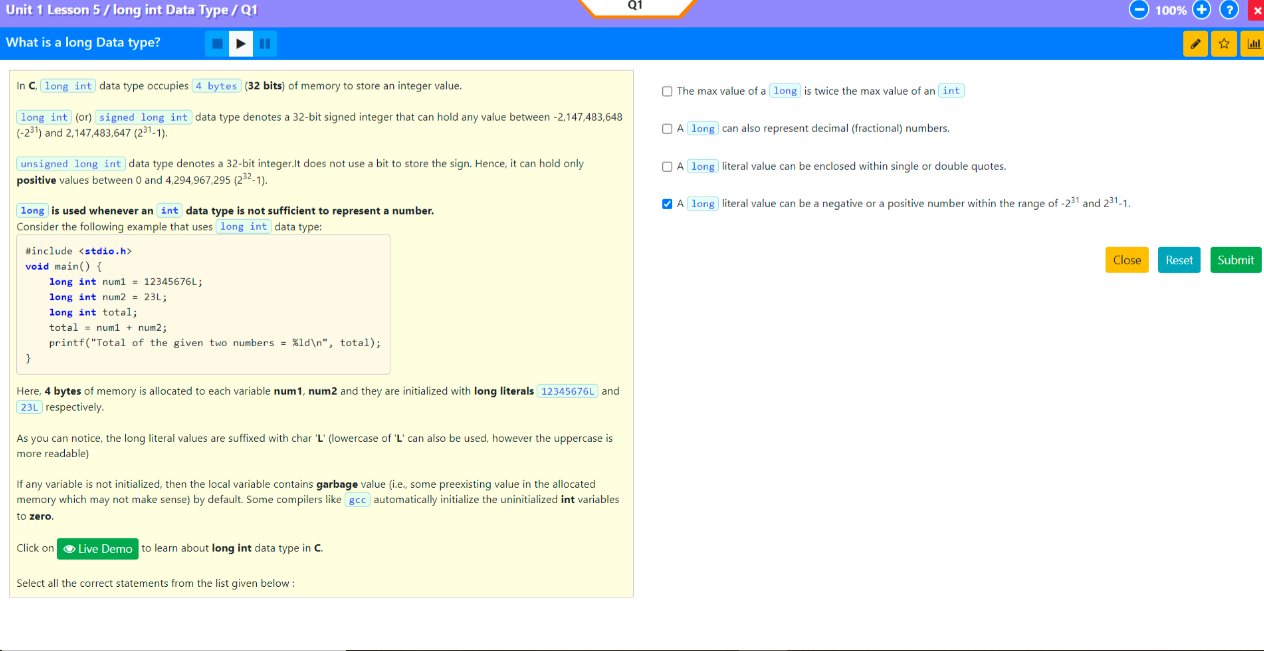 Unit 1 Lesson 5 / long int Data Type / Q1
Q1
100%
?
What is a long Data type?
In C, long int data type occupies 4 bytes (32 bits) of memory to store an integer value.
long int (or) signed long int data type denotes a 32-bit signed integer that can hold any value between -2,147,483,648
(-2³¹) and 2,147,483,647 (2³¹-1).
unsigned long int data type denotes a 32-bit integer.It does not use a bit to store the sign. Hence, it can hold only
positive values between 0 and 4,294,967,295 (2³²-1).
long is used whenever an int data type is not sufficient to represent a number.
Consider the following example that uses long int data type:
#include <stdio.h>
void main() {
long int num1 = 12345676L;
long int num2 = 23L;
long int total;
total = num1 + num2;
printf("Total of the given two numbers = %ld\n", total);
}
Here, 4 bytes of memory is allocated to each variable num1, num2 and they are initialized with long literals 12345676L and
23L respectively.
As you can notice, the long literal values are suffixed with char 'L' (lowercase of 'L' can also be used, however the uppercase is
more readable)
If any variable is not initialized, then the local variable contains garbage value (i.e., some preexisting value in the allocated
memory which may not make sense) by default. Some compilers like gcc automatically initialize the uninitialized int variables
to zero.
Click on Live Demo to learn about long int data type in C.
Select all the correct statements from the list given below :
The max value of a long is twice the max value of an int
A long can also represent decimal (fractional) numbers.
A long literal value can be enclosed within single or double quotes.
A long literal value can be a negative or a positive number within the range of -2³¹ and 2³¹-1.
Close Reset Submit